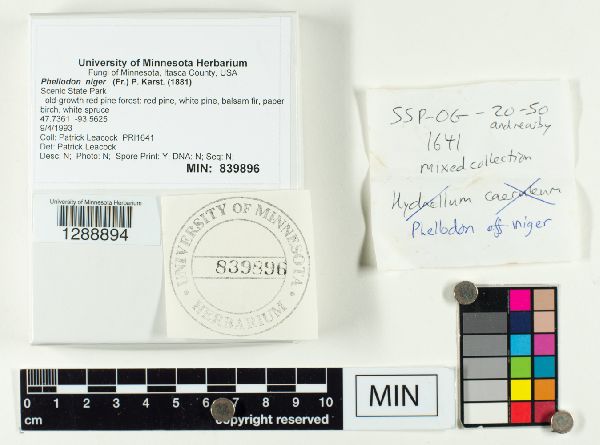 University of Minnesota Herbarium
Fungi of Minnesota, Itasca County, USA
Phellodon niger (Fr.) P. Karst. (1881)
Scenic State Park
old growth red pine forest: red pine, white pine, balsam fir, paper
birch, white spruce
47.7361 -93.5625
9/4/1993
Coll: Patrick Leacock PRl1641
Det: Patrick Leacock
Desc: N; Photo: N; Spore Print: Y DNA: N; Seq: N
MIN: 839896
University of Minnesota Herbarium
1288894
UNIVERSITY OF MINNESOTA
839896
HERBARIUM
SSP-OG-20-50
1641
mixed collection
Hydnellum caeruleum
Phellodon aff niger
0 1 2 3 4 5 6 7 8 9 10
cm
copyright reserved
MIN